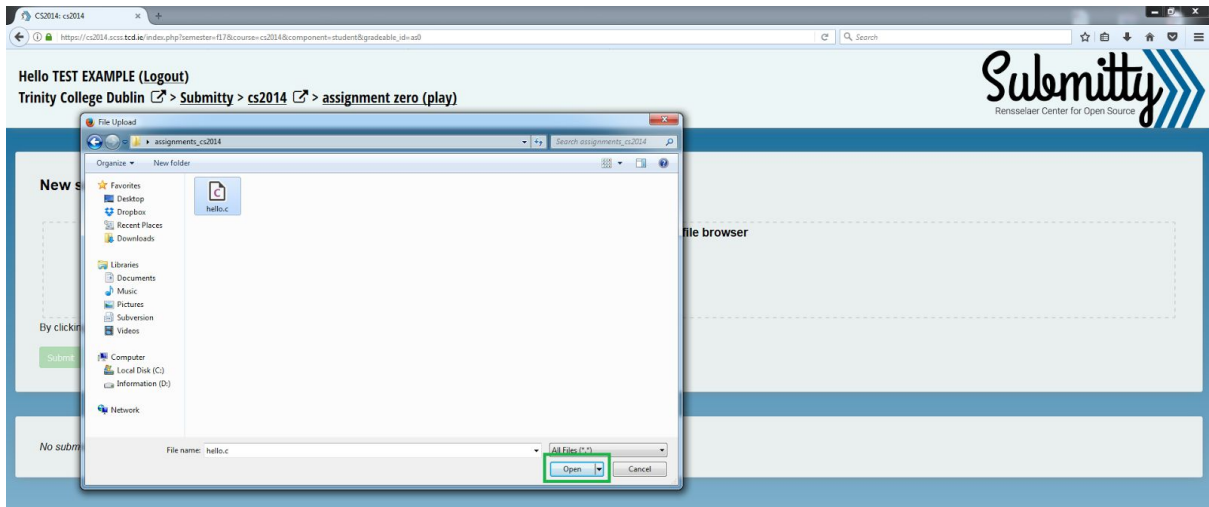 CS2014: cs2014
https://cs2014.scss.tcd.ie/index.php?semester=f17&course=cs2014&component=student&gradeable_id=as0
Search
Hello TEST EXAMPLE (Logout)
Trinity College Dublin > Submitty > cs2014 > assignment zero (play)
Submitty
Rensselaer Center for Open Source
File Upload
assignments_cs2014
Search assignments_cs2014
Organize
New folder
New s
Favorites
Desktop
Dropbox
Recent Places
Downloads
Libraries
Documents
Music
Pictures
Subversion
Videos
Computer
Local Disk (C:)
Information (D:)
Network
C
hello.c
file browser
By clickin
Submit
No subm
File name: hello.c
All Files (*.*)
Open
Cancel